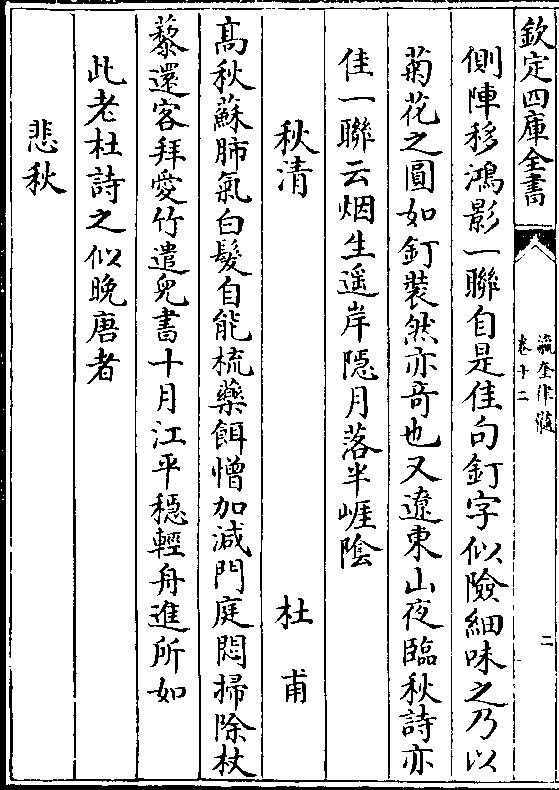 欽定四庫全書
瀛奎律髓
卷十二
二
側陣移鴻影一聯自是佳句釘字似險細味之乃以
菊花之圓如釘裝然亦竒也又遼東山夜臨秋詩亦
佳一聯云烟生遥岸隠月落半崕陰
秋清
杜甫
髙秋蘇肺氣白髮自能梳藥餌憎加減門庭悶掃除杖
藜還客拜愛竹遣兒書十月江平穏輕舟進所如
此老杜詩之似晚唐者
悲秋